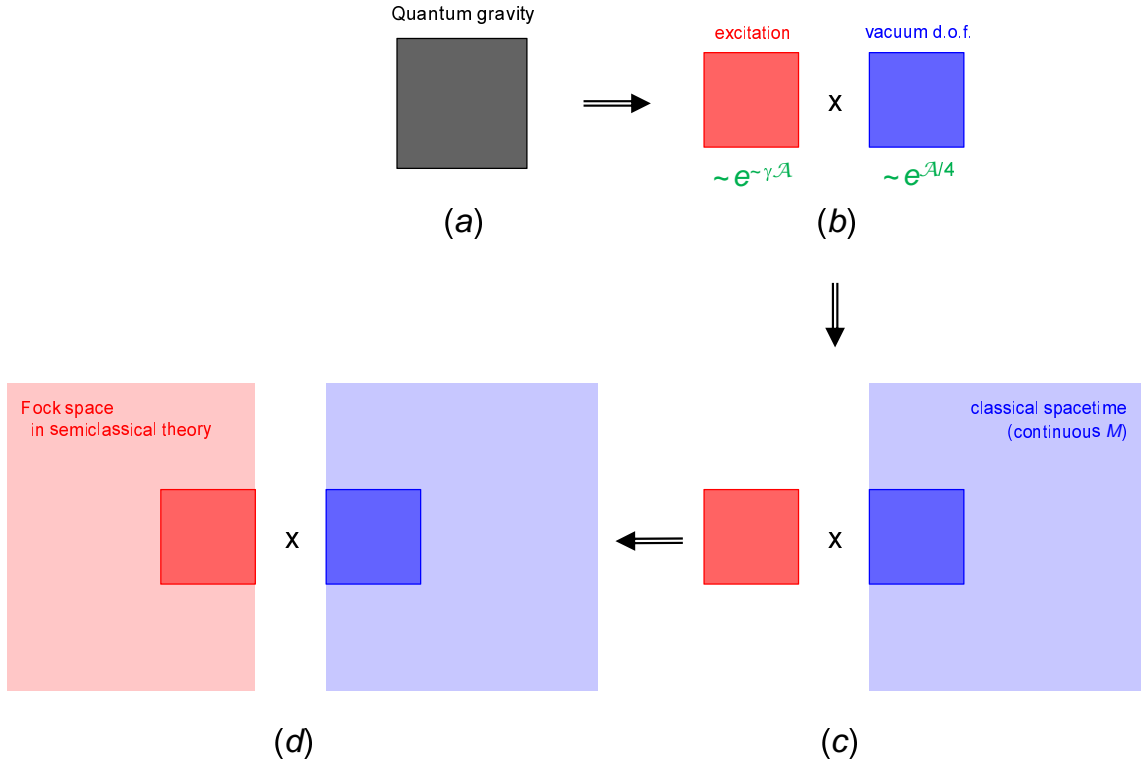 Quantum gravity
excitation
x
vacuum d.o.f.
~ e^{~γ𝒜}
~ e^{𝒜/4}
(a)
(b)
Fock space
in semiclassical theory
classical spacetime
(continuous M)
x
x
(d)
(c)